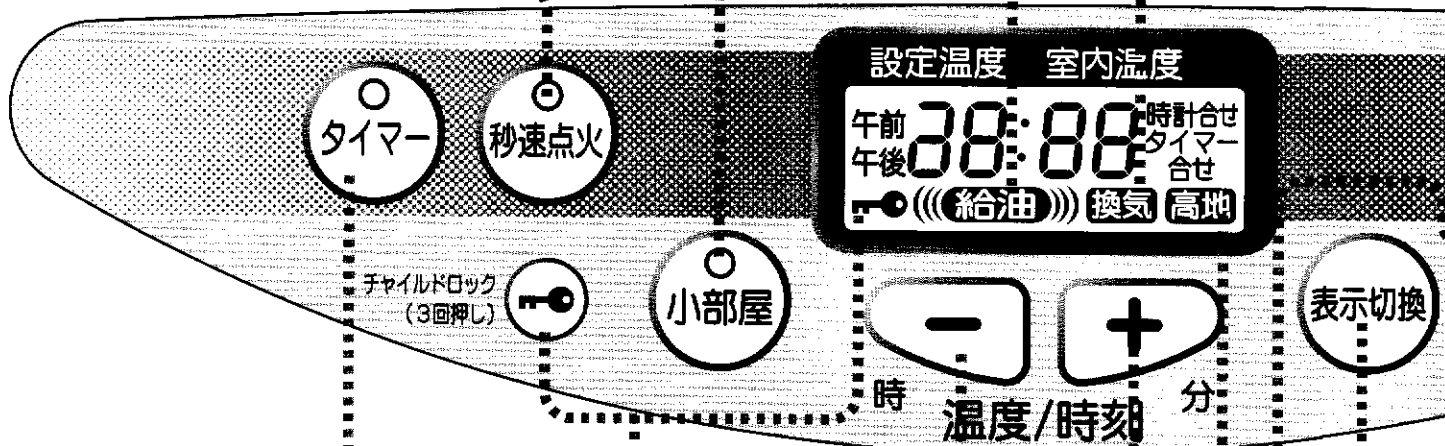 設定温度 室内温度
午前 28:88 時計合せ
午後 タイマー
合せ
給油 換気 高地
タイマー
秒速点火
チャイルドロック
(3回押し)
小部屋
表示切換
－ ＋
時 分
温度/時刻